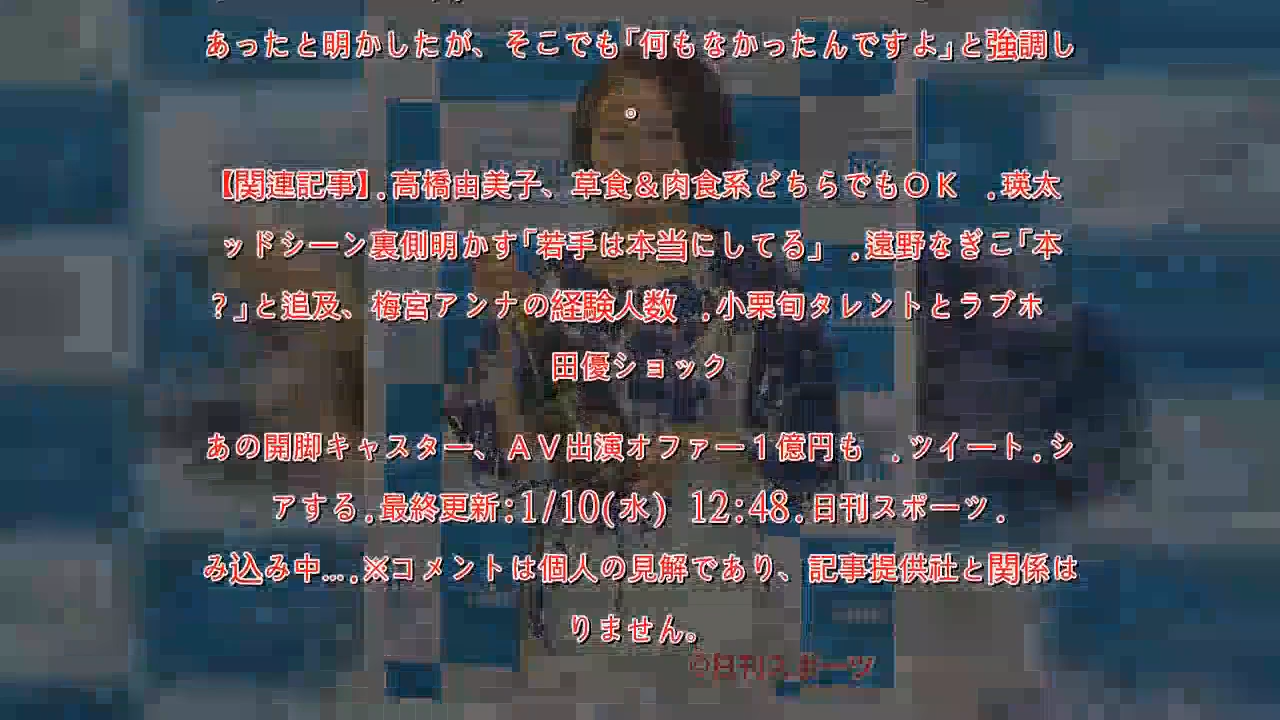 あったと明かしたが、そこでも「何もなかったんですよ」と強調し
。
【関連記事】.高橋由美子、草食＆肉食系どちらでもＯＫ .瑛太
ッドシーン裏側明かす「若手は本当にしてる」 .遠野なぎこ「本
？」と追及、梅宮アンナの経験人数 .小栗旬タレントとラブホ
田優ショック
あの開脚キャスター、ＡＶ出演オファー１億円も .ツイート.シ
アする.最終更新:1/10(水) 12:48.日刊スポーツ.
み込み中....※コメントは個人の見解であり、記事提供社と関係は
りません。
©日刊スポーツ